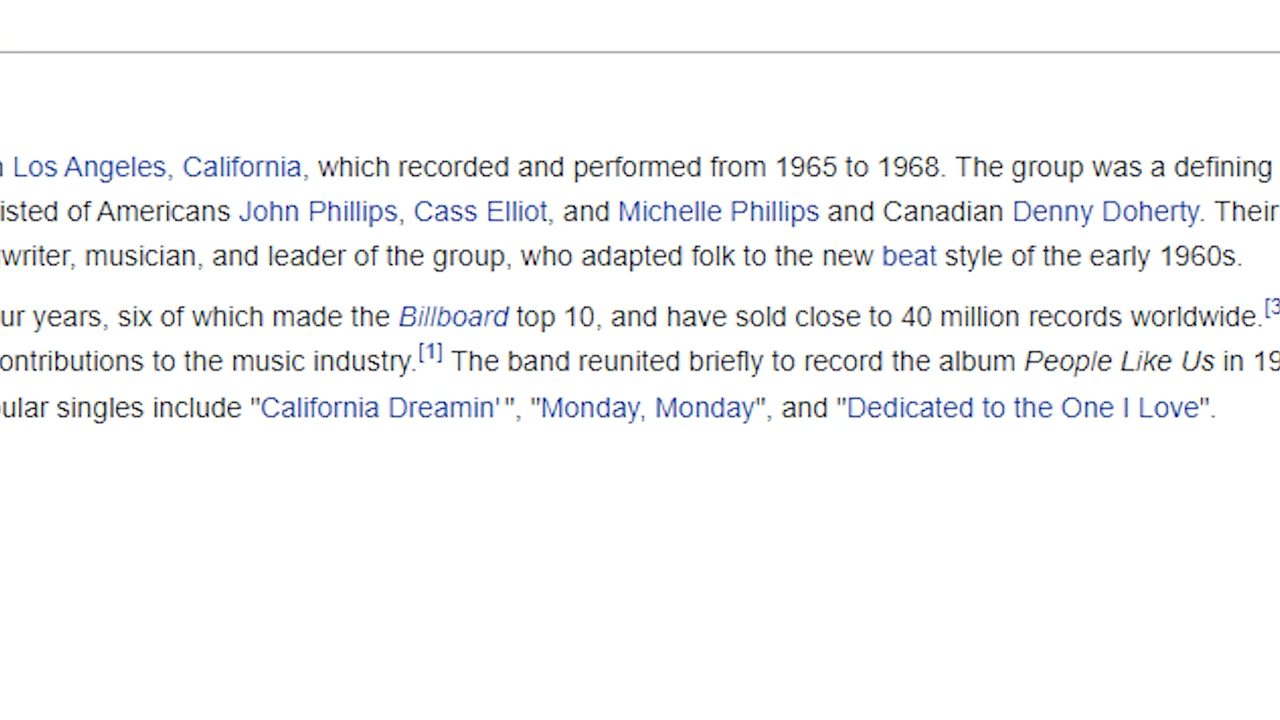 Los Angeles, California, which recorded and performed from 1965 to 1968. The group was a defining
isted of Americans John Phillips, Cass Elliot, and Michelle Phillips and Canadian Denny Doherty. Their
writer, musician, and leader of the group, who adapted folk to the new beat style of the early 1960s.
ur years, six of which made the Billboard top 10, and have sold close to 40 million records worldwide.[3
ontributions to the music industry.[1] The band reunited briefly to record the album People Like Us in 19
ular singles include "California Dreamin'", "Monday, Monday", and "Dedicated to the One I Love".